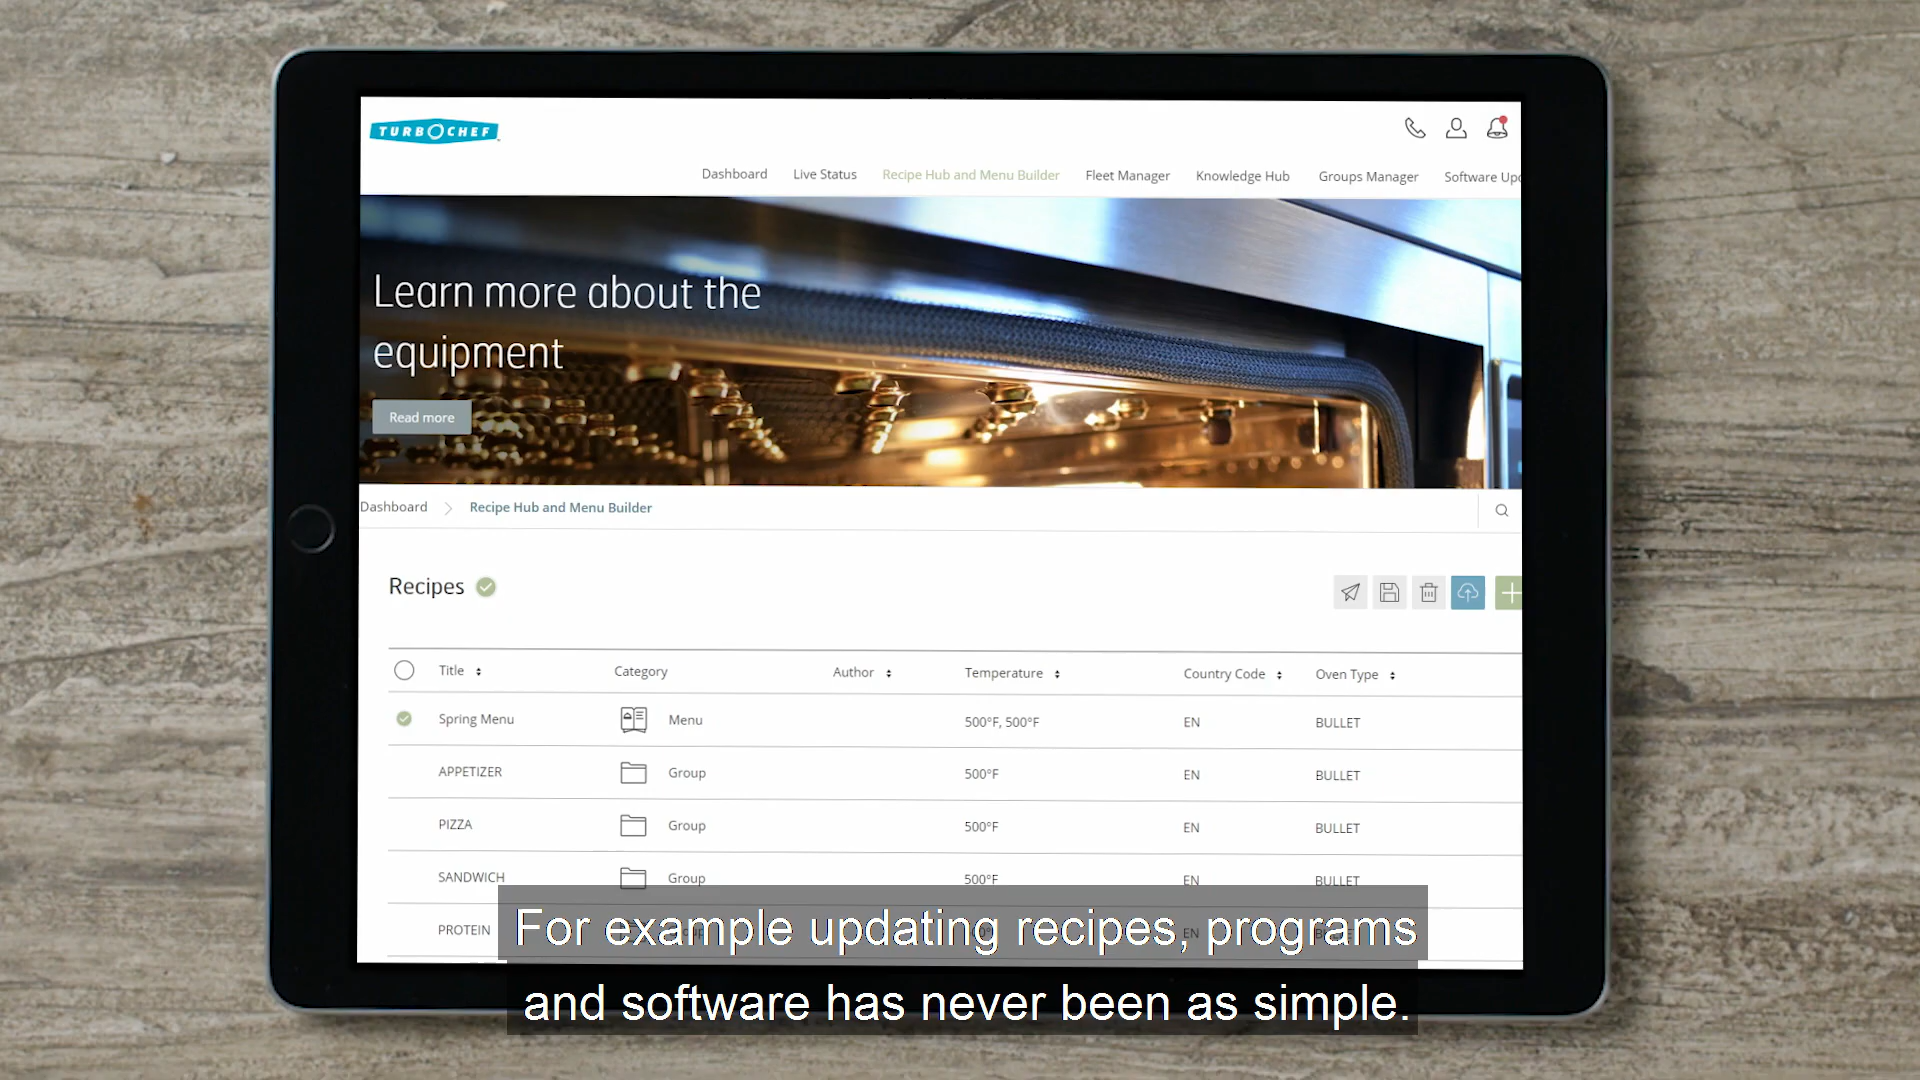 TURBOCHEF
Dashboard Live Status Recipe Hub and Menu Builder Fleet Manager Knowledge Hub Groups Manager Software Upd
Learn more about the
equipment
Read more
Dashboard Recipe Hub and Menu Builder
Recipes
Title Category Author Temperature Country Code Oven Type
Spring Menu Menu 500°F, 500°F EN BULLET
APPETIZER Group 500°F EN BULLET
PIZZA Group 500°F EN BULLET
SANDWICH Group 500°F EN BULLET
PROTEIN EN
For example updating recipes, programs
and software has never been as simple.